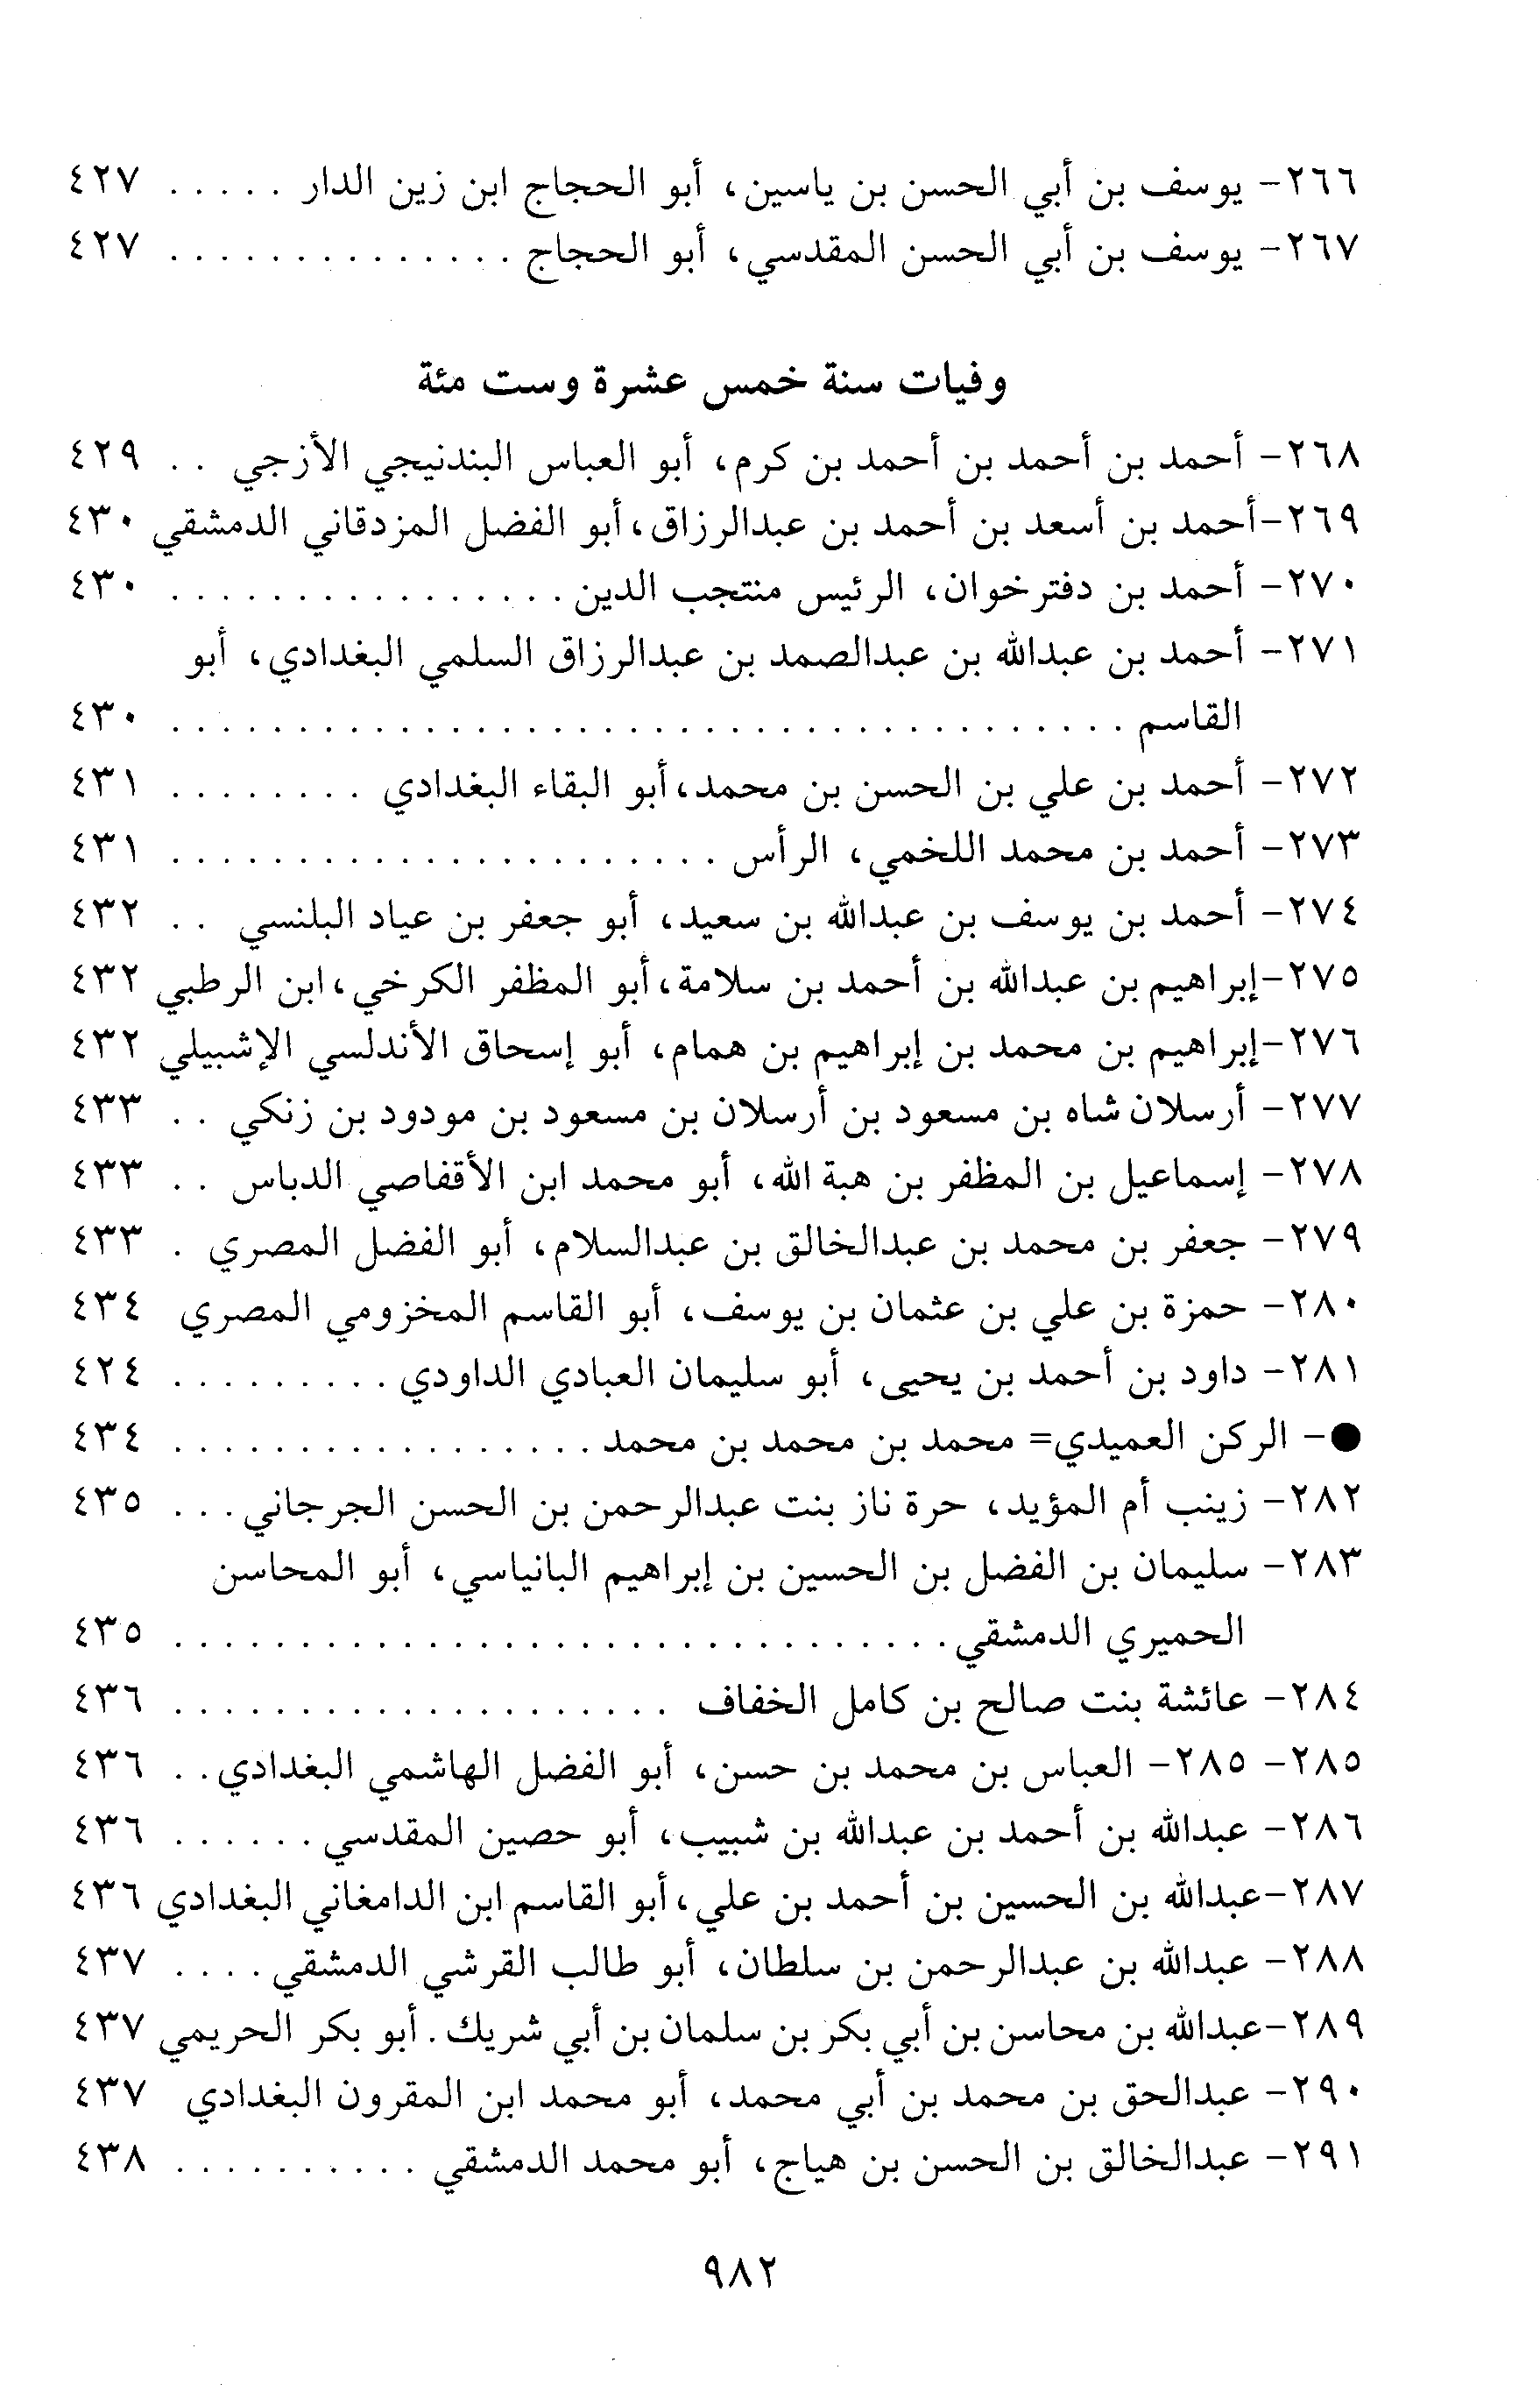 ٢٦٦- يوسف بن أبي الحسن بن ياسين، أبو الحجاج ابن زين الدار . . . . . ٤٢٧
٢٦٧- يوسف بن أبي الحسن المقدسي، أبو الحجاج . . . . . . . . . . . . . . ٤٢٧
وفيات سنة خمس عشرة وست مئة
٢٦٨- أحمد بن أحمد بن أحمد بن كرم، أبو العباس البندنيجي الأزجي . . ٤٢٩
٢٦٩-أحمد بن أسعد بن أحمد بن عبدالرزاق،أبو الفضل المزدقاني الدمشقي ٤٣٠
٢٧٠- أحمد بن دفترخوان، الرئيس منتجب الدين . . . . . . . . . . . . . . . . ٤٣٠
٢٧١- أحمد بن عبدالله بن عبدالصمد بن عبدالرزاق السلمي البغدادي، أبو
القاسم . . . . . . . . . . . . . . . . . . . . . . . . . . . . . . . . . . . . . . ٤٣٠
٢٧٢- أحمد بن علي بن الحسن بن محمد،أبو البقاء البغدادي . . . . . . . . ٤٣١
٢٧٣- أحمد بن محمد اللخمي، الرأس . . . . . . . . . . . . . . . . . . . . . . ٤٣١
٢٧٤- أحمد بن يوسف بن عبدالله بن سعيد، أبو جعفر بن عياد البلنسي . . ٤٣٢
٢٧٥-إبراهيم بن عبدالله بن أحمد بن سلامة،أبو المظفر الكرخي،ابن الرطبي ٤٣٢
٢٧٦-إبراهيم بن محمد بن إبراهيم بن همام، أبو إسحاق الأندلسي الإشبيلي ٤٣٢
٢٧٧- أرسلان شاه بن مسعود بن أرسلان بن مسعود بن مودود بن زنكي . . ٤٣٣
٢٧٨- إسماعيل بن المظفر بن هبة الله، أبو محمد ابن الأقفاصي الدباس . . ٤٣٣
٢٧٩- جعفر بن محمد بن عبدالخالق بن عبدالسلام، أبو الفضل المصري . ٤٣٣
٢٨٠- حمزة بن علي بن عثمان بن يوسف، أبو القاسم المخزومي المصري ٤٣٤
٢٨١- داود بن أحمد بن يحيى، أبو سليمان العبادي الداودي . . . . . . . . . ٤٢٤
●- الركن العميدي= محمد بن محمد بن محمد . . . . . . . . . . . . . . . . . ٤٣٤
٢٨٢- زينب أم المؤيد، حرة ناز بنت عبدالرحمن بن الحسن الجرجاني . . . ٤٣٥
٢٨٣- سليمان بن الفضل بن الحسين بن إبراهيم البانياسي، أبو المحاسن
الحميري الدمشقي . . . . . . . . . . . . . . . . . . . . . . . . . . . . . . . ٤٣٥
٢٨٤- عائشة بنت صالح بن كامل الخفاف . . . . . . . . . . . . . . . . . . . . ٤٣٦
٢٨٥- ٢٨٥- العباس بن محمد بن حسن، أبو الفضل الهاشمي البغدادي . . ٤٣٦
٢٨٦- عبدالله بن أحمد بن عبدالله بن شبيب، أبو حصين المقدسي . . . . . . ٤٣٦
٢٨٧-عبدالله بن الحسين بن أحمد بن علي،أبو القاسم ابن الدامغاني البغدادي ٤٣٦
٢٨٨- عبدالله بن عبدالرحمن بن سلطان، أبو طالب القرشي الدمشقي . . . . ٤٣٧
٢٨٩-عبدالله بن محاسن بن أبي بكر بن سلمان بن أبي شريك. أبو بكر الحريمي ٤٣٧
٢٩٠- عبدالحق بن محمد بن أبي محمد، أبو محمد ابن المقرون البغدادي ٤٣٧
٢٩١- عبدالخالق بن الحسن بن هياج، أبو محمد الدمشقي . . . . . . . . . . ٤٣٨
٩٨٢